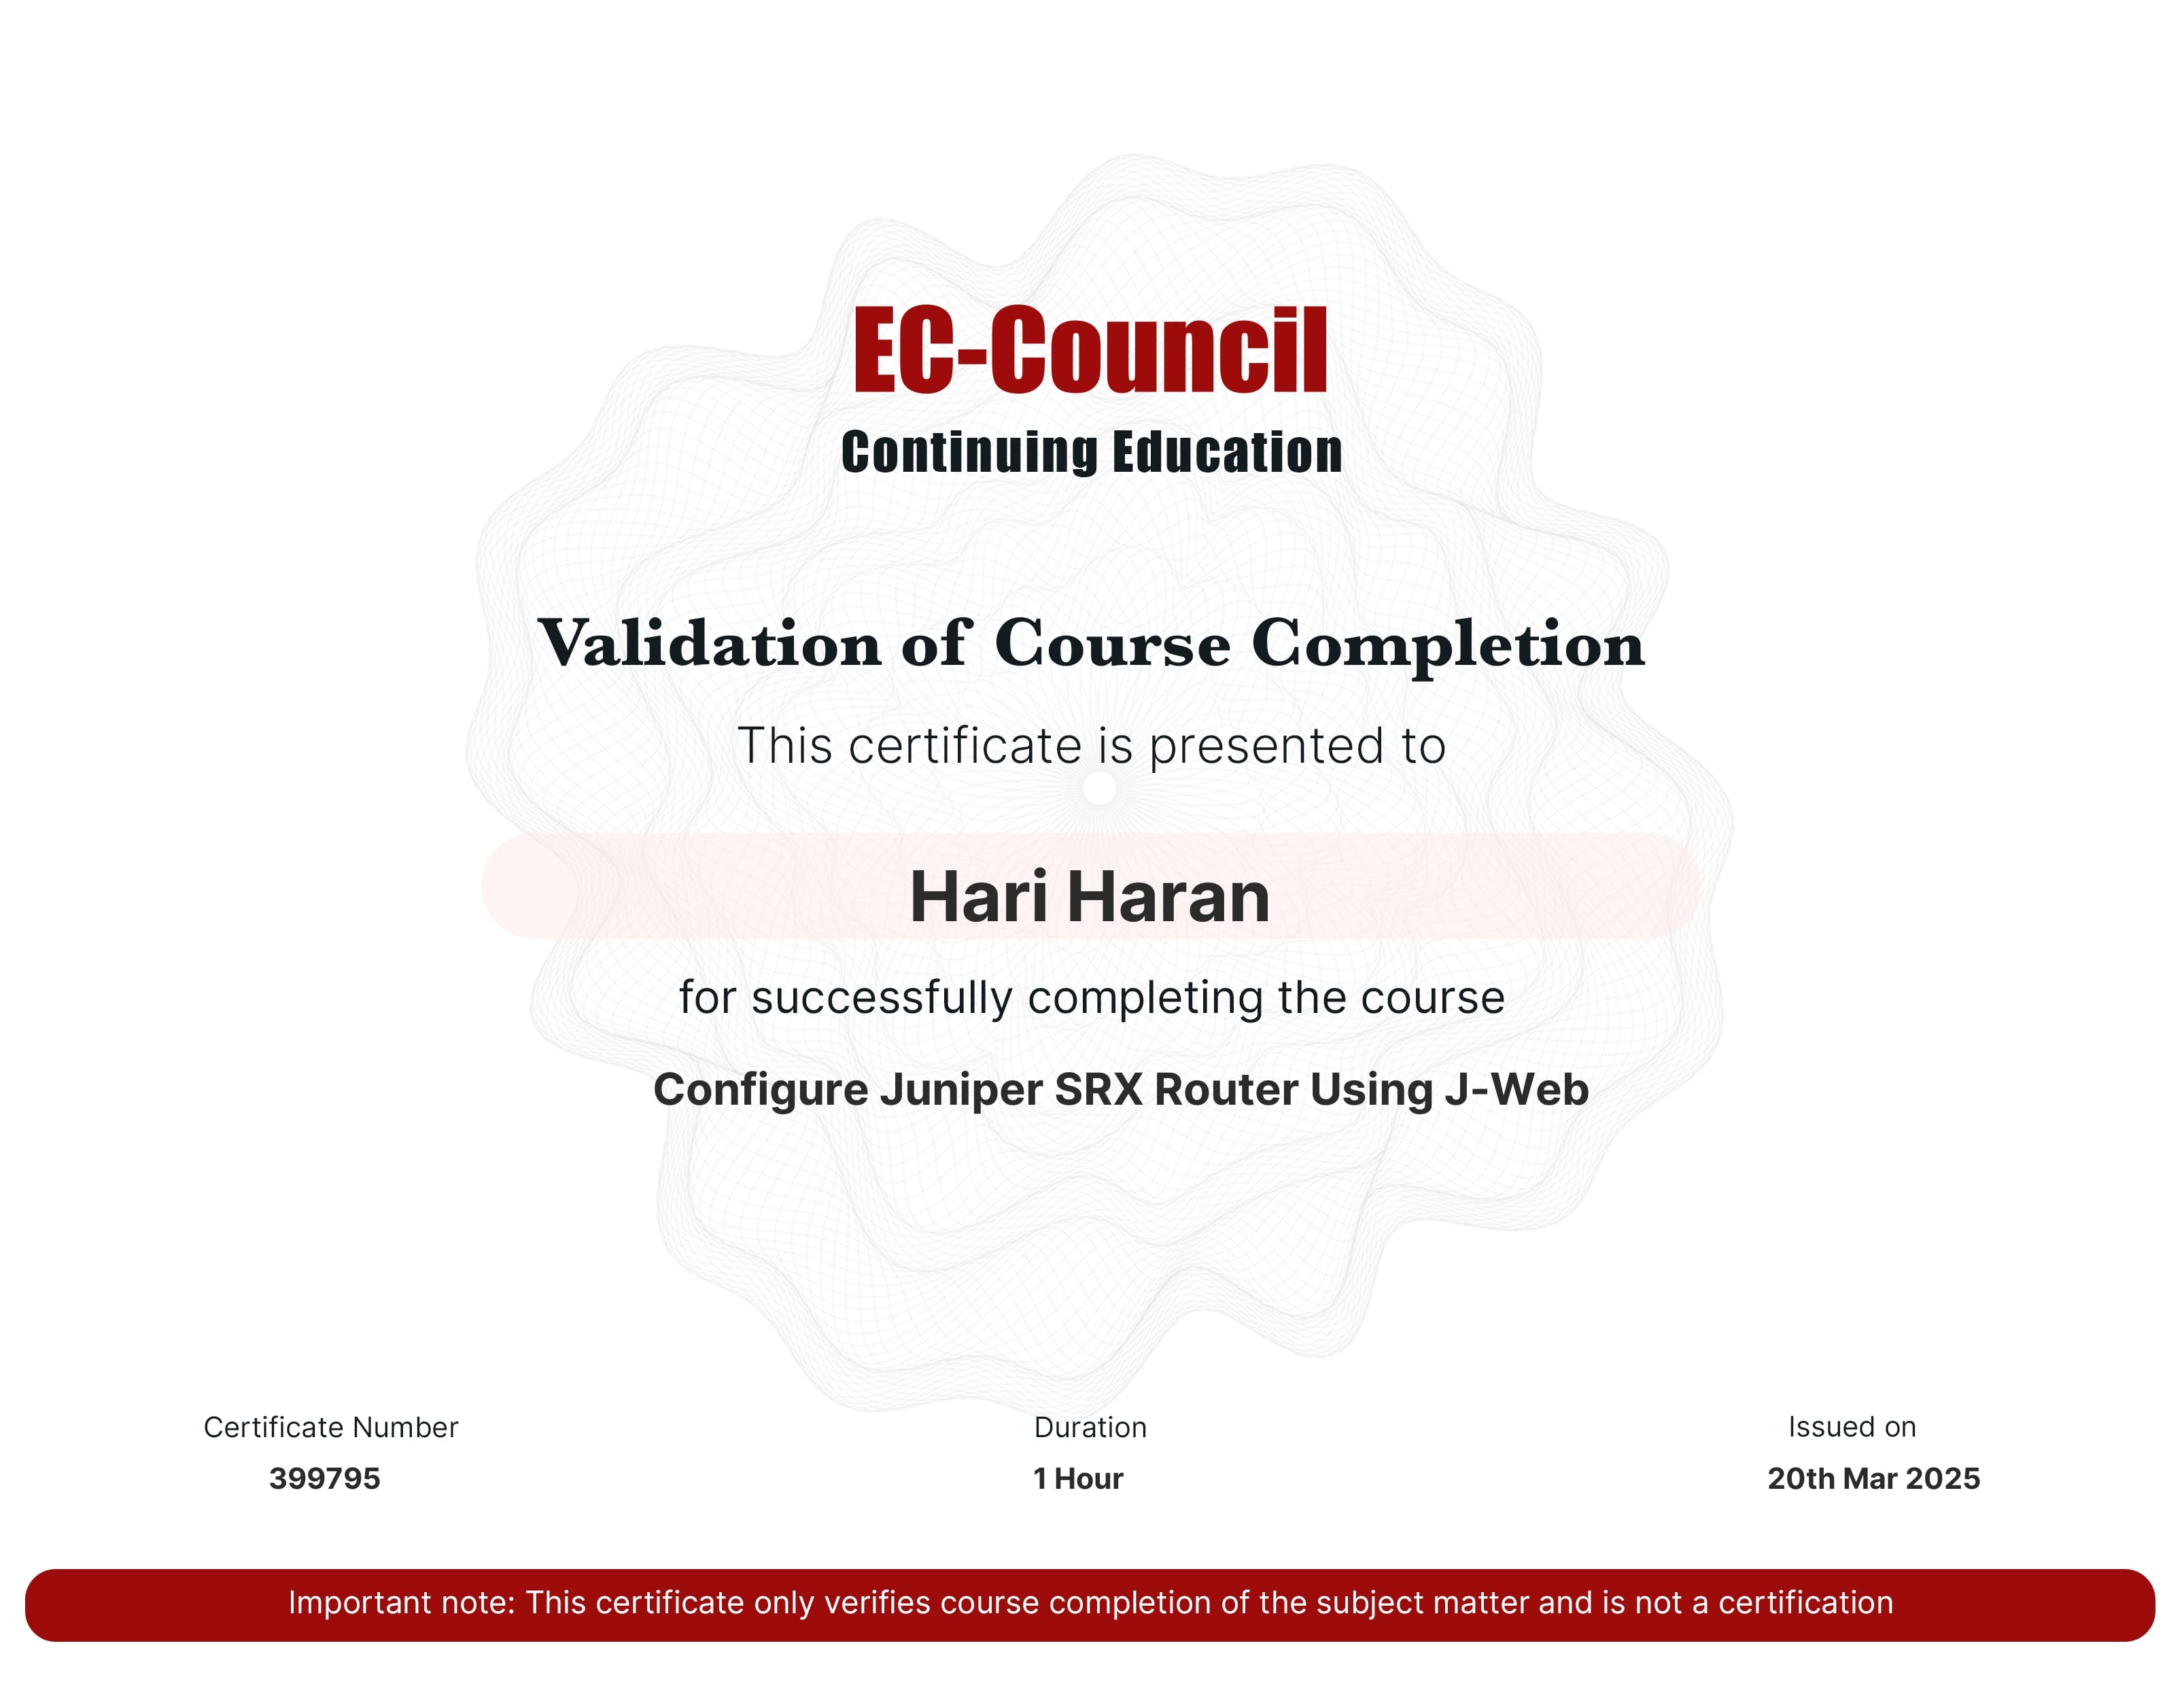 EC-Council
Continuing Education
Validation of Course Completion
This certificate is presented to
Hari Haran
for successfully completing the course
Configure Juniper SRX Router Using J-Web
Certificate Number
399795
Duration
1 Hour
Issued on
20th Mar 2025
Important note: This certificate only verifies course completion of the subject matter and is not a certification